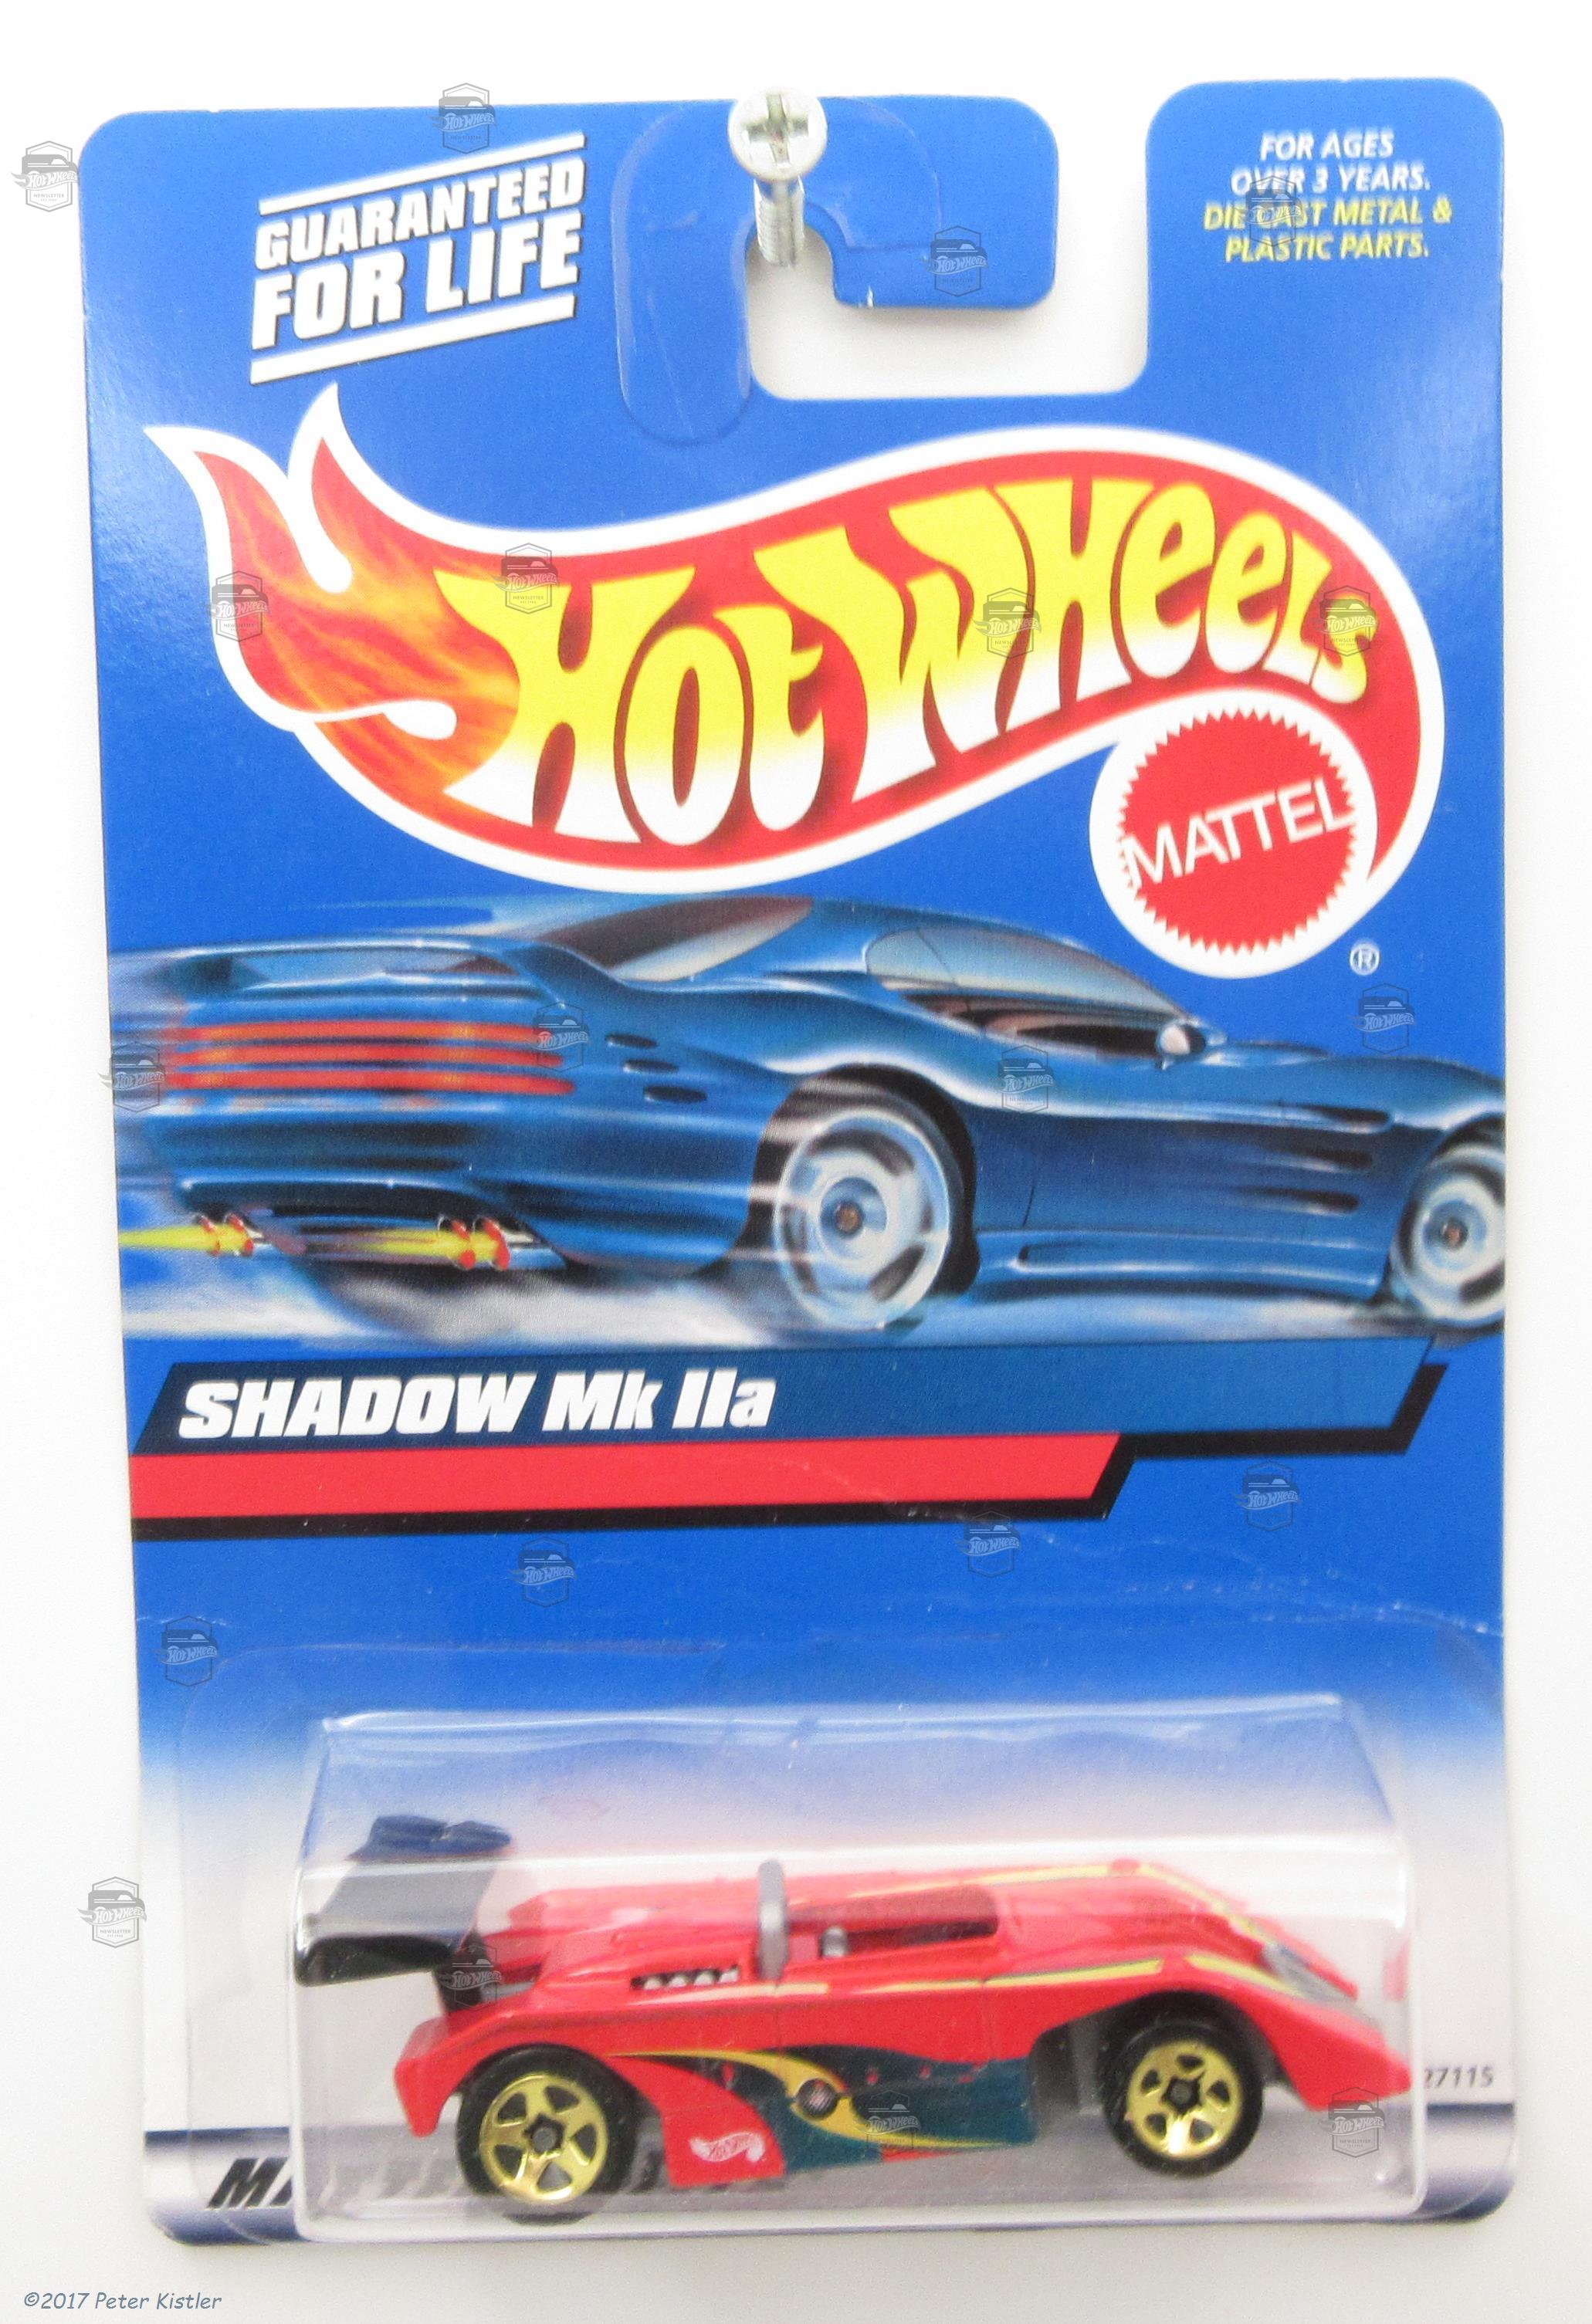 GUARANTEED
FOR LIFE
FOR AGES
OVER 3 YEARS.
DIE CAST METAL &
PLASTIC PARTS.
HOT WHEELS
MATTEL
®
SHADOW Mk IIa
27115
©2017 Peter Kistler